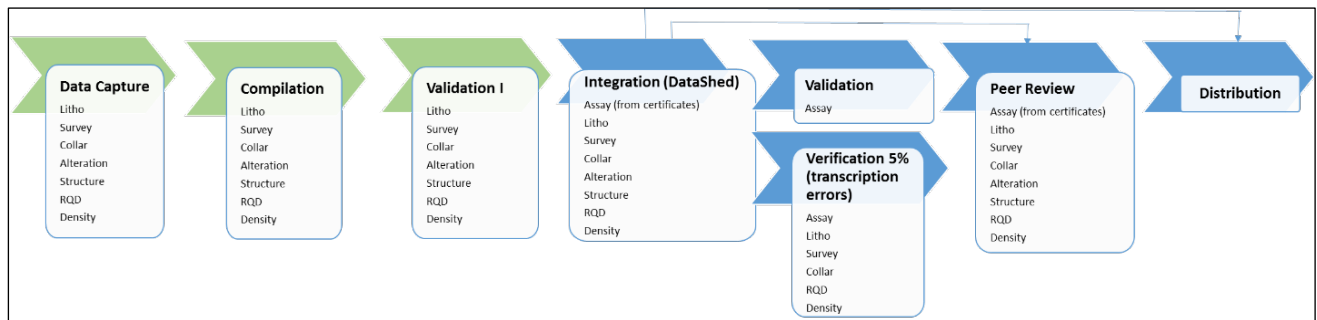 Data Capture
Litho
Survey
Collar
Alteration
Structure
RQD
Density
Compilation
Litho
Survey
Collar
Alteration
Structure
RQD
Density
Validation I
Litho
Survey
Collar
Alteration
Structure
RQD
Density
Integration (DataShed)
Assay (from certificates)
Litho
Survey
Collar
Alteration
Structure
RQD
Density
Validation
Assay
Verification 5%
(transcription
errors)
Assay
Litho
Survey
Collar
RQD
Density
Peer Review
Assay (from certificates)
Litho
Survey
Collar
Alteration
Structure
RQD
Density
Distribution